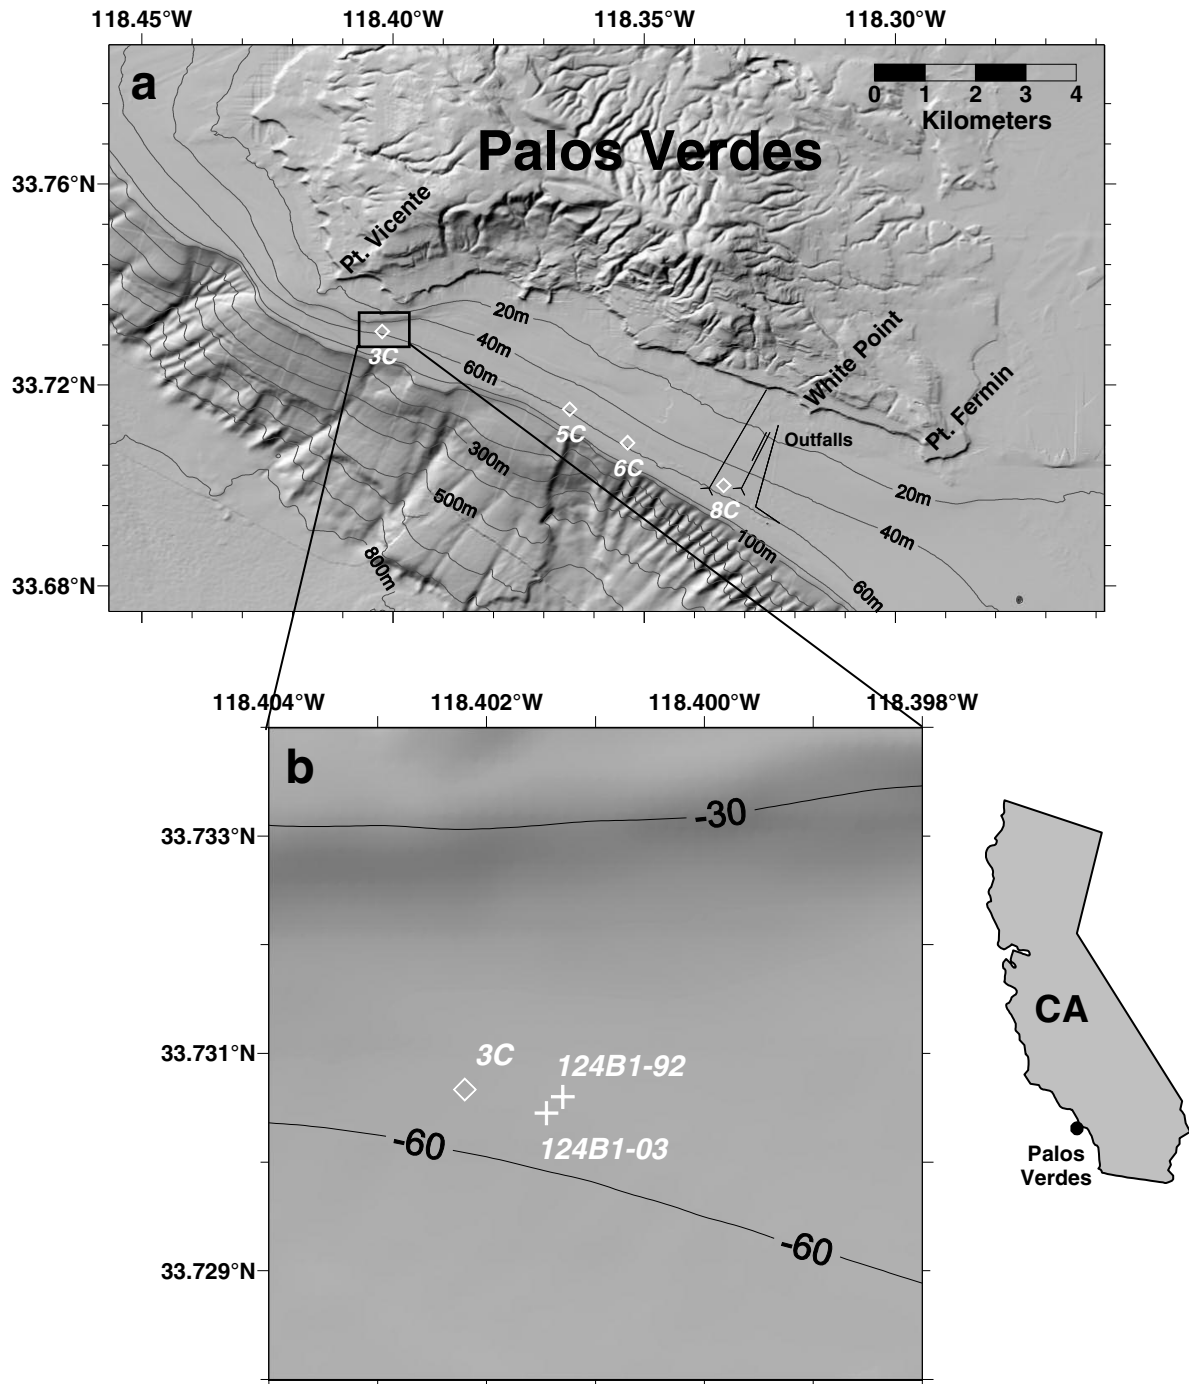 118.45°W 118.40°W 118.35°W 118.30°W
a
0 1 2 3 4
Kilometers
Palos Verdes
33.76°N
Pt. Vicente
20m
40m
3C
60m
White Point
33.72°N
Pt. Fermin
5C
Outfalls
6C
300m
8C
20m
500m
40m
100m
800m
33.68°N
60m
118.404°W 118.402°W 118.400°W 118.398°W
b
-30
33.733°N
CA
33.731°N
3C
124B1-92
-60
124B1-03
Palos
Verdes
-60
33.729°N